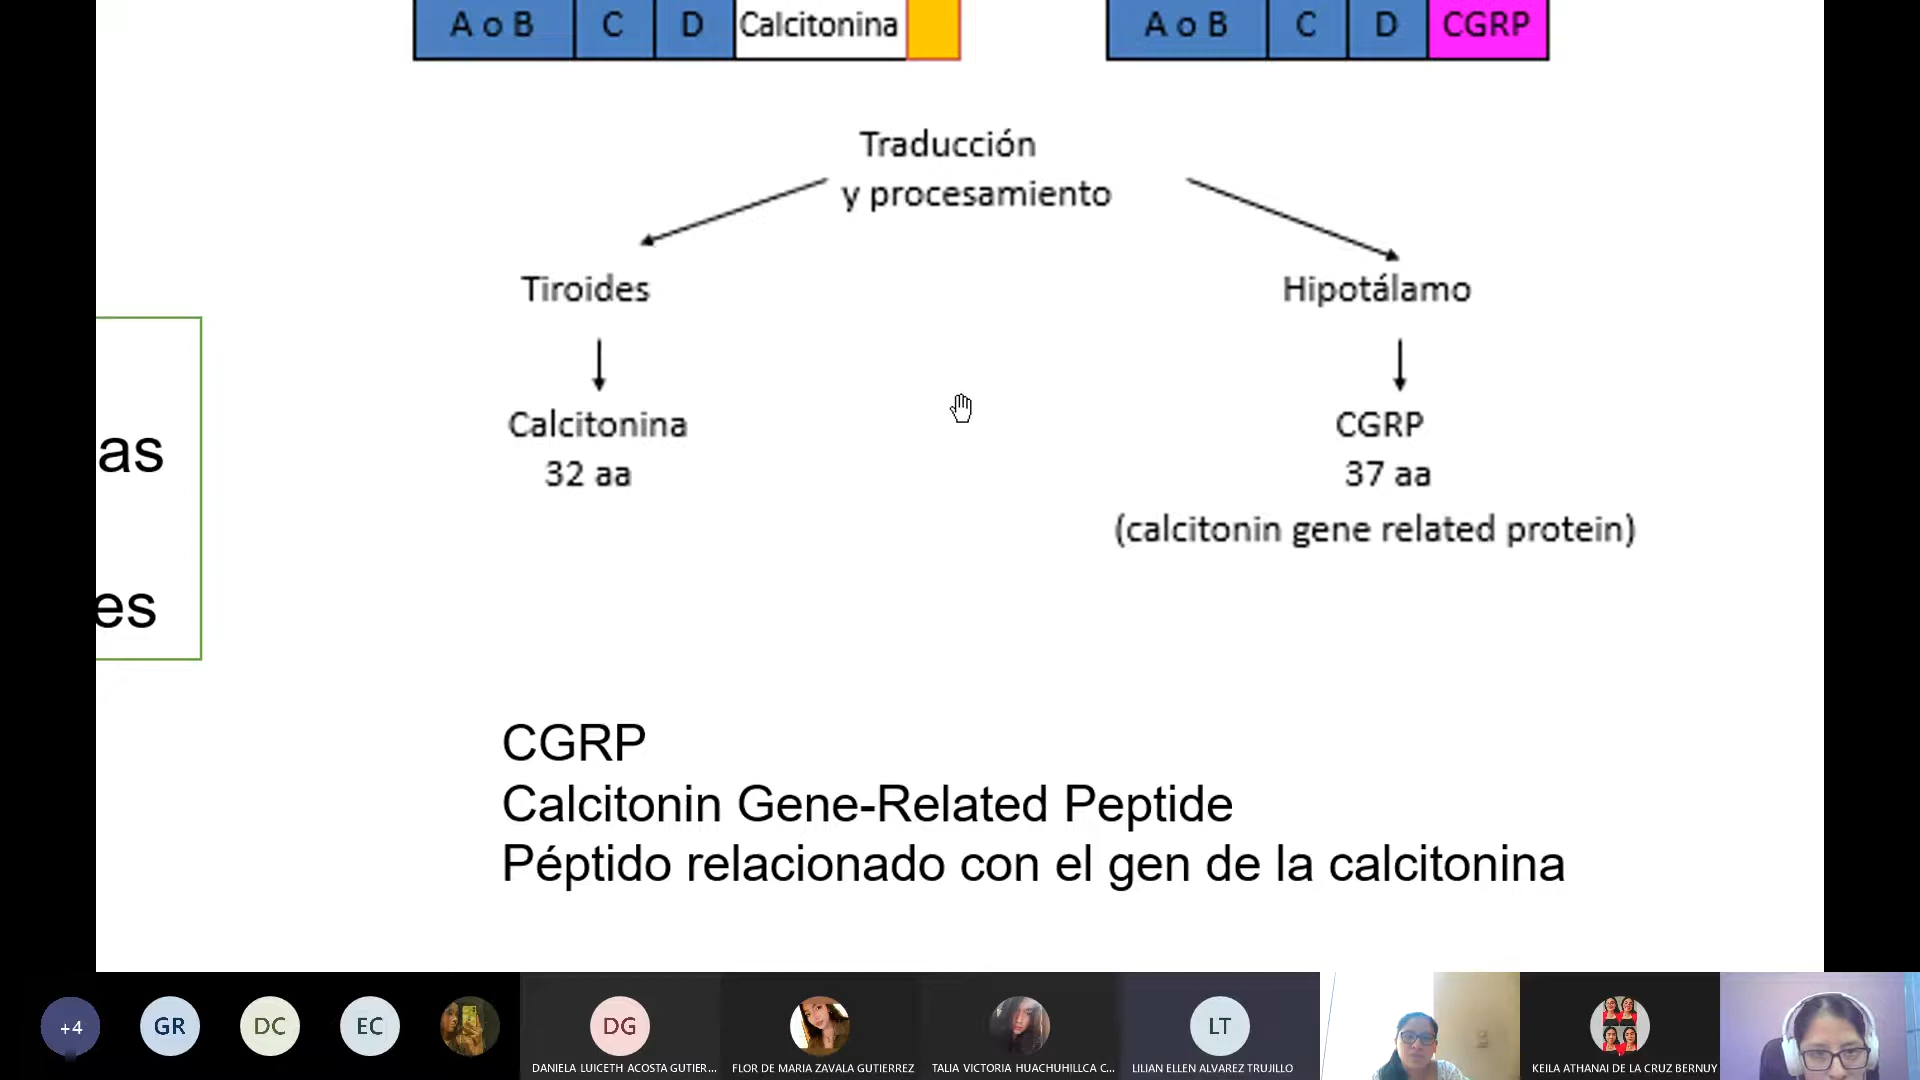 A o B C D Calcitonina
A o B C D CGRP
Traducción
y procesamiento
Tiroides
Hipotálamo
Calcitonina
32 aa
CGRP
37 aa
(calcitonin gene related protein)
as
es
CGRP
Calcitonin Gene-Related Peptide
Péptido relacionado con el gen de la calcitonina
+4
GR
DC
EC
DG
LT
DANIELA LUICETH ACOSTA GUTIER...
FLOR DE MARIA ZAVALA GUTIERREZ
TALIA VICTORIA HUACHUHILLCA C...
LILIAN ELLEN ALVAREZ TRUJILLO
KEILA ATHANAI DE LA CRUZ BERNUY